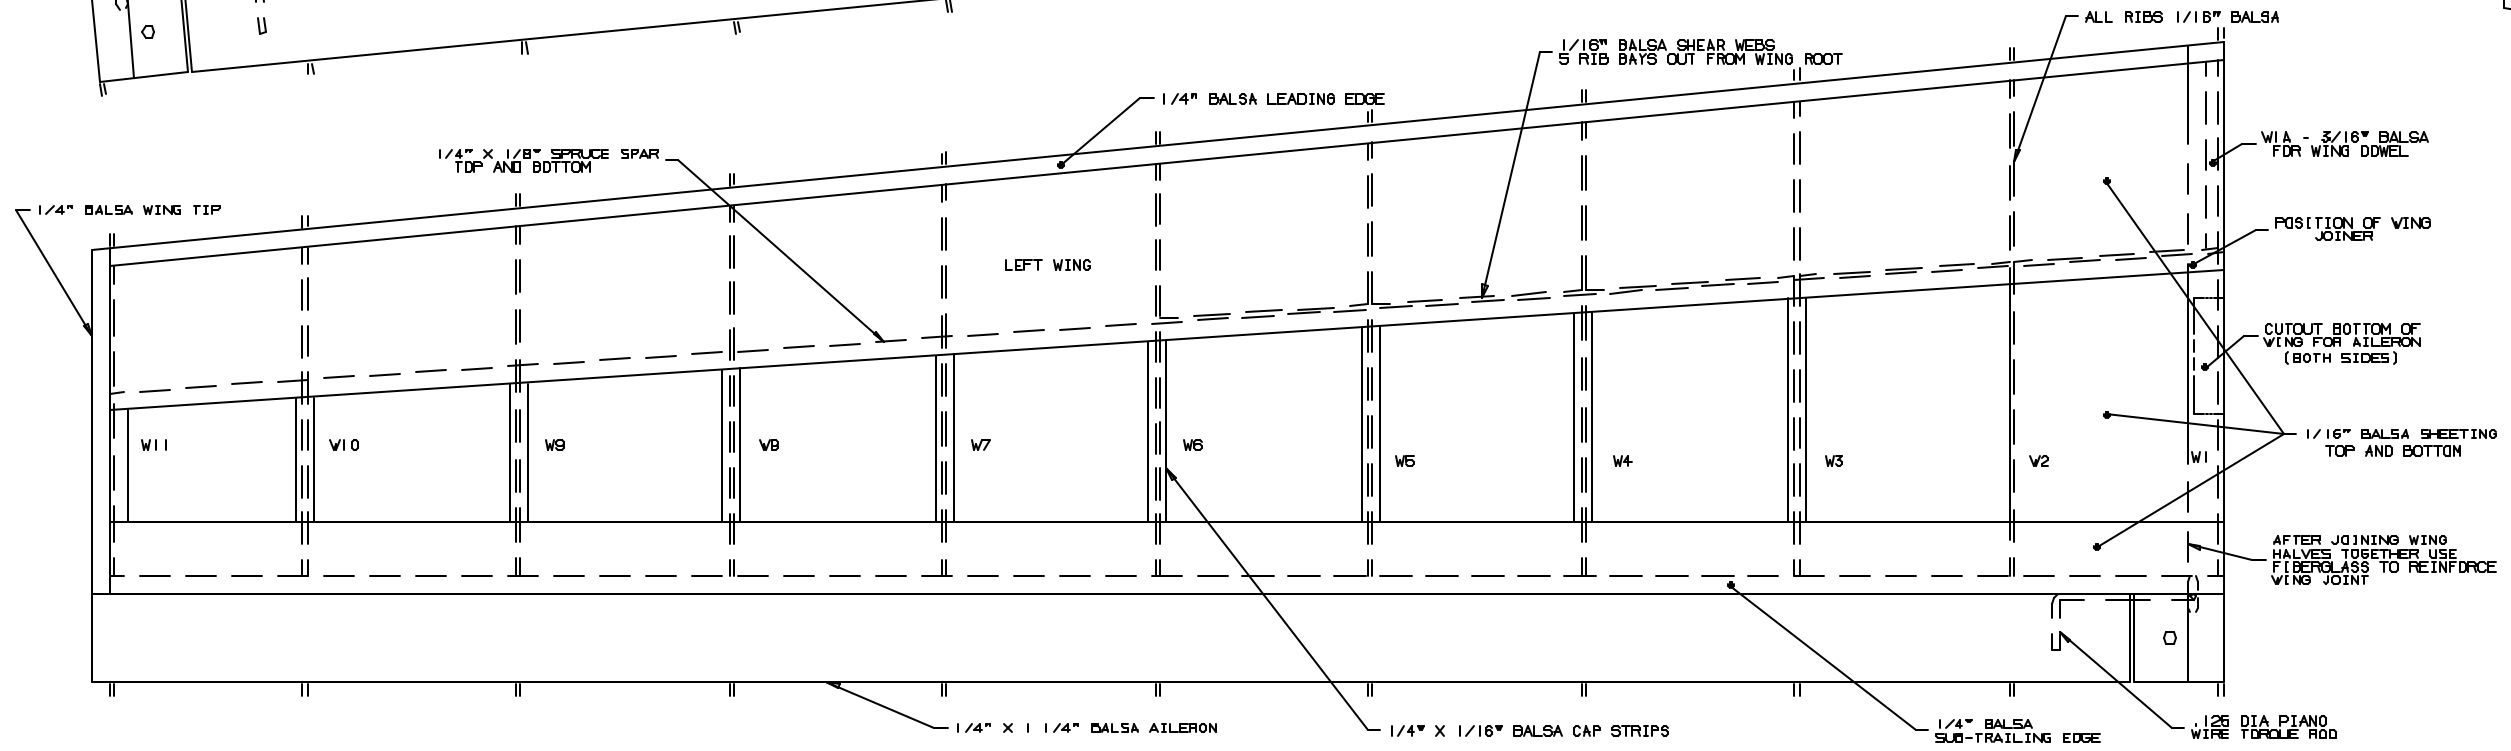 ALL RIBS 1/16" BALSA
1/16" BALSA SHEAR WEBS
5 RIB BAYS OUT FROM WING ROOT
1/4" BALSA LEADING EDGE
W1A - 3/16" BALSA
FOR WING DOWEL
1/4" X 1/8" SPRUCE SPAR
TOP AND BOTTOM
1/4" BALSA WING TIP
POSITION OF WING
JOINER
LEFT WING
CUTOUT BOTTOM OF
WING FOR AILERON
(BOTH SIDES)
1/16" BALSA SHEETING
TOP AND BOTTOM
W11 W10 W9 W8 W7 W6 W5 W4 W3 W2 W1
AFTER JOINING WING
HALVES TOGETHER USE
FIBERGLASS TO REINFORCE
WING JOINT
1/4" X 1 1/4" BALSA AILERON
1/4" X 1/16" BALSA CAP STRIPS
1/4" BALSA
SUB-TRAILING EDGE
.125 DIA PIANO
WIRE TORQUE ROD